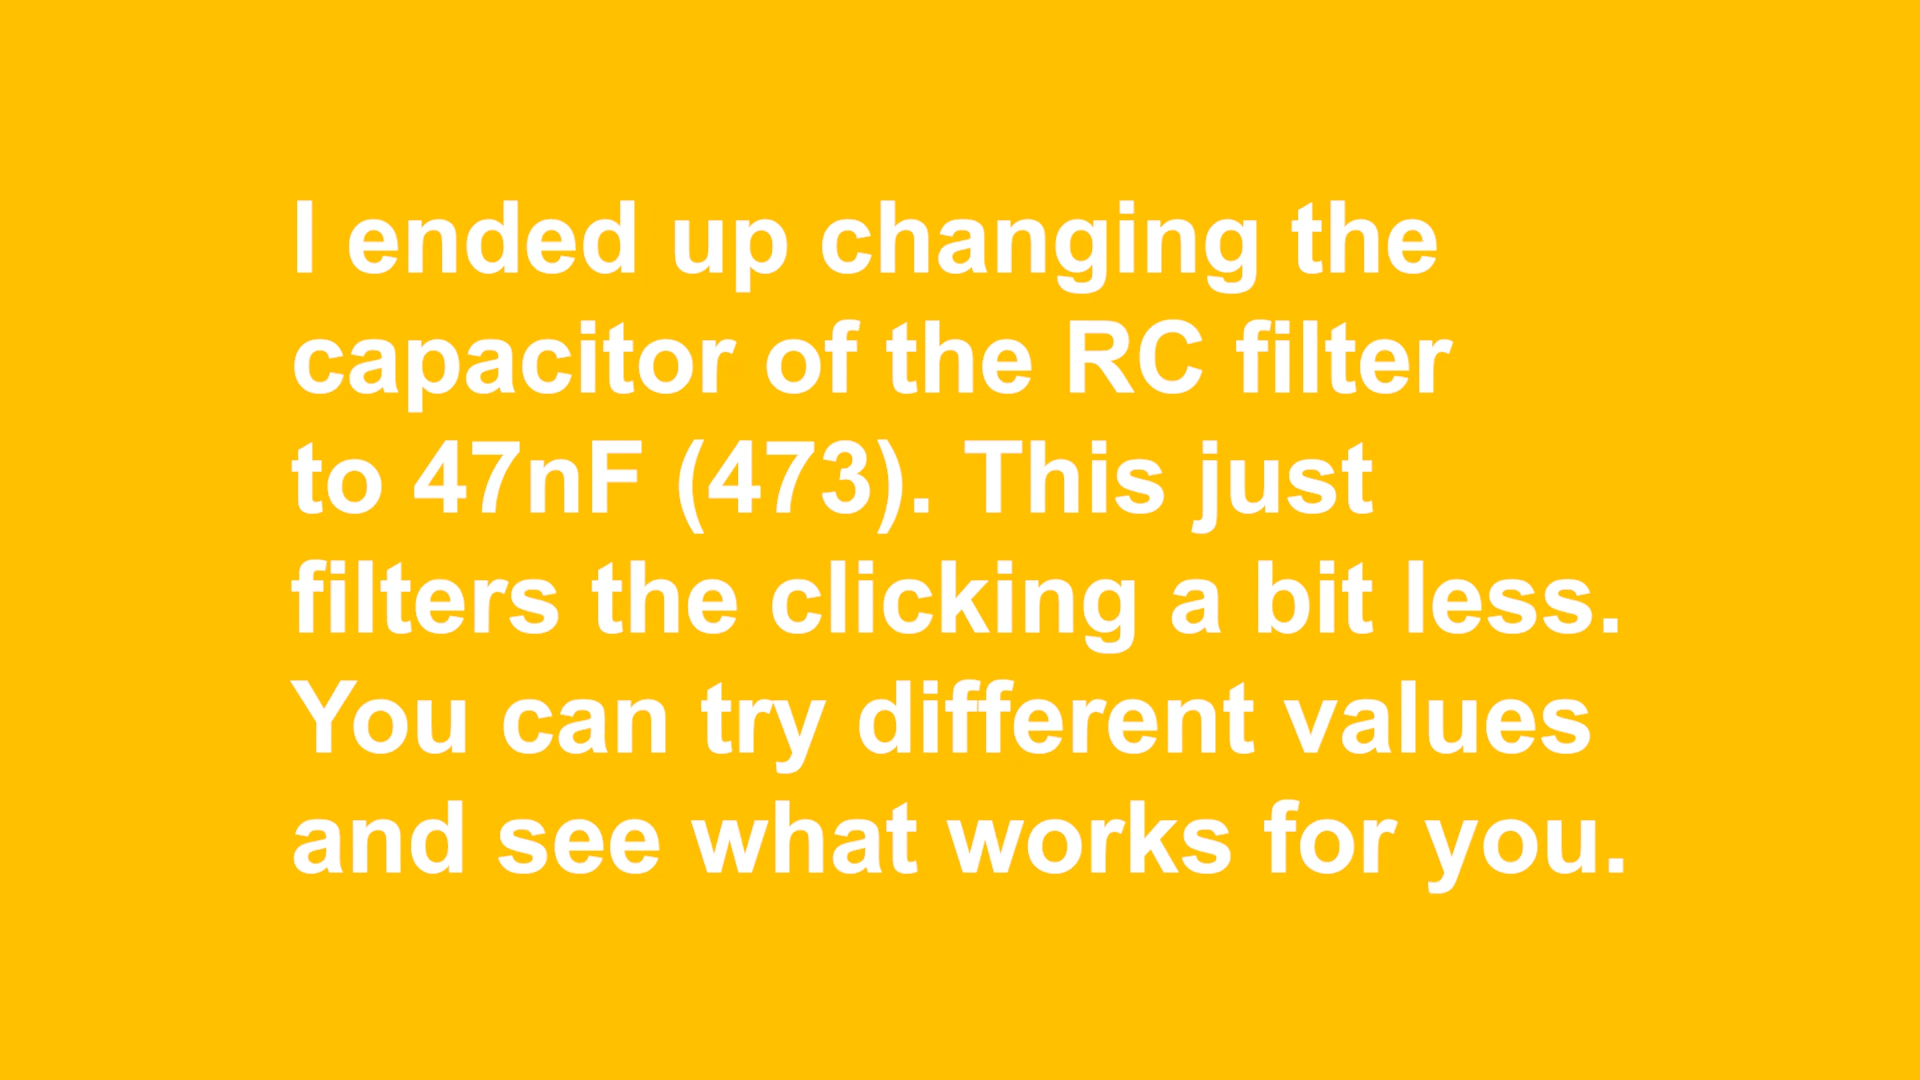 I ended up changing the
capacitor of the RC filter
to 47nF (473). This just
filters the clicking a bit less.
You can try different values
and see what works for you.